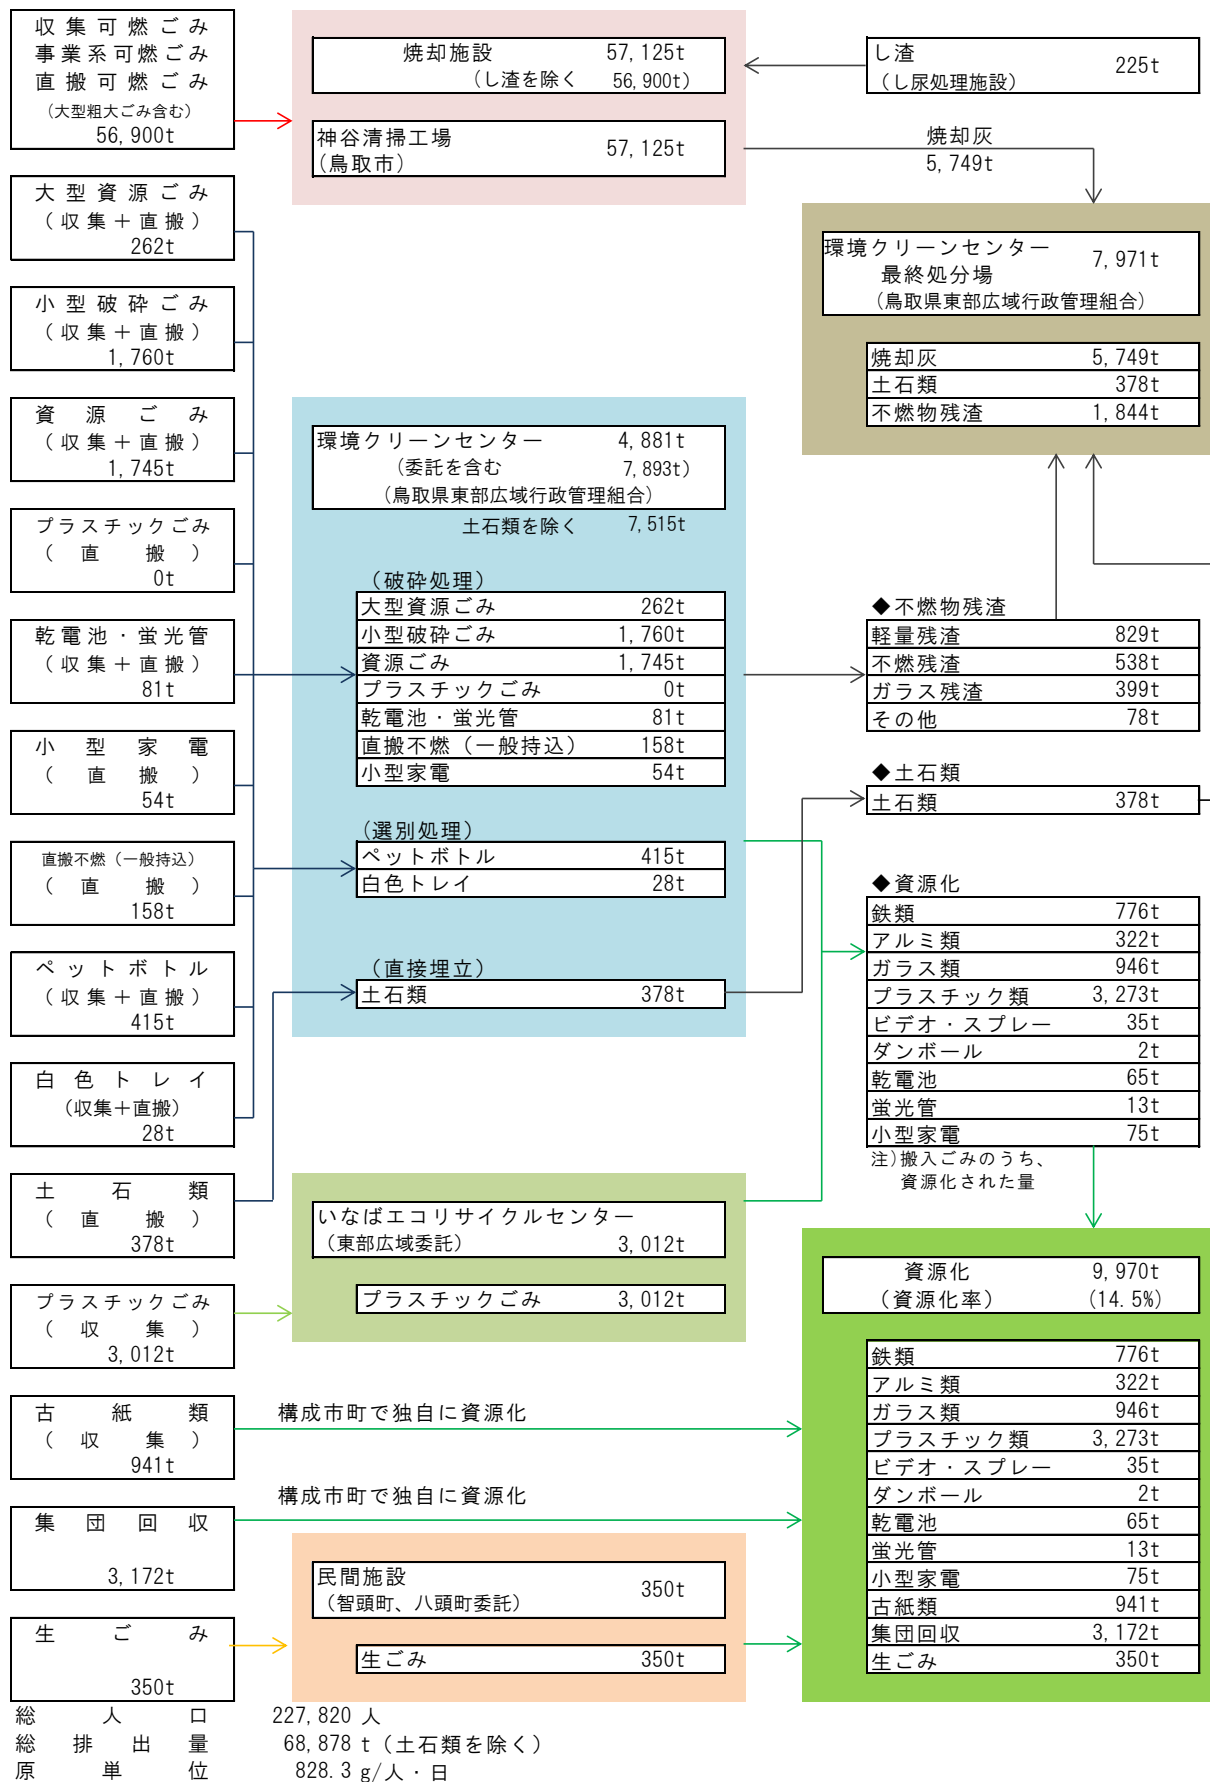 収集可燃ごみ
事業系可燃ごみ
直搬可燃ごみ
(大型粗大ごみ含む)
56,900t
大型資源ごみ
(収集＋直搬)
262t
小型破砕ごみ
(収集＋直搬)
1,760t
資源ごみ
(収集＋直搬)
1,745t
プラスチックごみ
(直搬)
0t
乾電池・蛍光管
(収集＋直搬)
81t
小型家電
(直搬)
54t
直搬不燃(一般持込)
(直搬)
158t
ペットボトル
(収集＋直搬)
415t
白色トレイ
(収集＋直搬)
28t
土石類
(直搬)
378t
プラスチックごみ
(収集)
3,012t
古紙類
(収集)
941t
集団回収
3,172t
生ごみ
350t
焼却施設 57,125t
(し渣を除く 56,900t)
神谷清掃工場
(鳥取市)
57,125t
し渣
(し尿処理施設)
225t
焼却灰
5,749t
環境クリーンセンター
最終処分場
7,971t
(鳥取県東部広域行政管理組合)
焼却灰 5,749t
土石類 378t
不燃物残渣 1,844t
環境クリーンセンター 4,881t
(委託を含む 7,893t)
(鳥取県東部広域行政管理組合)
土石類を除く 7,515t
(破砕処理)
大型資源ごみ 262t
小型破砕ごみ 1,760t
資源ごみ 1,745t
プラスチックごみ 0t
乾電池・蛍光管 81t
直搬不燃(一般持込) 158t
小型家電 54t
(選別処理)
ペットボトル 415t
白色トレイ 28t
(直接埋立)
土石類 378t
◆不燃物残渣
軽量残渣 829t
不燃残渣 538t
ガラス残渣 399t
その他 78t
◆土石類
土石類 378t
◆資源化
鉄類 776t
アルミ類 322t
ガラス類 946t
プラスチック類 3,273t
ビデオ・スプレー 35t
ダンボール 2t
乾電池 65t
蛍光管 13t
小型家電 75t
注)搬入ごみのうち、
資源化された量
いなばエコリサイクルセンター
(東部広域委託) 3,012t
プラスチックごみ 3,012t
構成市町で独自に資源化
構成市町で独自に資源化
民間施設
(智頭町、八頭町委託)
350t
生ごみ 350t
資源化 9,970t
(資源化率) (14.5%)
鉄類 776t
アルミ類 322t
ガラス類 946t
プラスチック類 3,273t
ビデオ・スプレー 35t
ダンボール 2t
乾電池 65t
蛍光管 13t
小型家電 75t
古紙類 941t
集団回収 3,172t
生ごみ 350t
総人口 227,820 人
総排出量 68,878 t(土石類を除く)
原単位 828.3 g/人・日